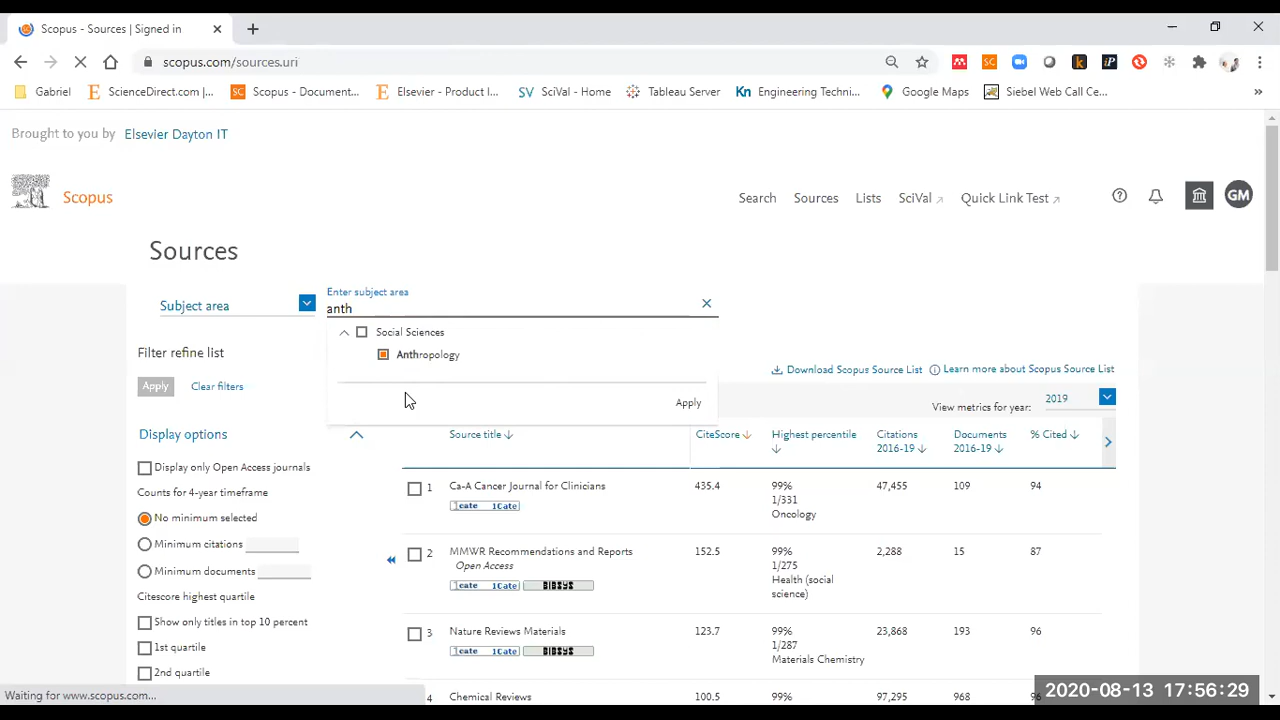 Scopus - Sources | Signed in
scopus.com/sources.uri
Gabriel
ScienceDirect.com |...
Scopus - Document...
Elsevier - Product I...
SciVal - Home
Tableau Server
Engineering Techni...
Google Maps
Siebel Web Call Ce...
Brought to you by Elsevier Dayton IT
Scopus
Search
Sources
Lists
SciVal
Quick Link Test
GM
Sources
Subject area
Enter subject area
anth
Social Sciences
Anthropology
Apply
Filter refine list
Apply
Clear filters
Download Scopus Source List
Learn more about Scopus Source List
View metrics for year:
2019
Display options
Display only Open Access journals
Counts for 4-year timeframe
No minimum selected
Minimum citations
Minimum documents
Citescore highest quartile
Show only titles in top 10 percent
1st quartile
2nd quartile
Source title
CiteScore
Highest percentile
Citations 2016-19
Documents 2016-19
% Cited
1 Ca-A Cancer Journal for Clinicians 435.4 99% 47,455 109 94
1/331
Oncology
1cate 1Cate
2 MMWR Recommendations and Reports 152.5 99% 2,288 15 87
Open Access
1/275
Health (social
science)
1cate 1Cate BIBSYS
3 Nature Reviews Materials 123.7 99% 23,868 193 96
1/287
Materials Chemistry
1cate 1Cate BIBSYS
4 Chemical Reviews 100.5 99% 97,295 968
Waiting for www.scopus.com...
2020-08-13 17:56:29